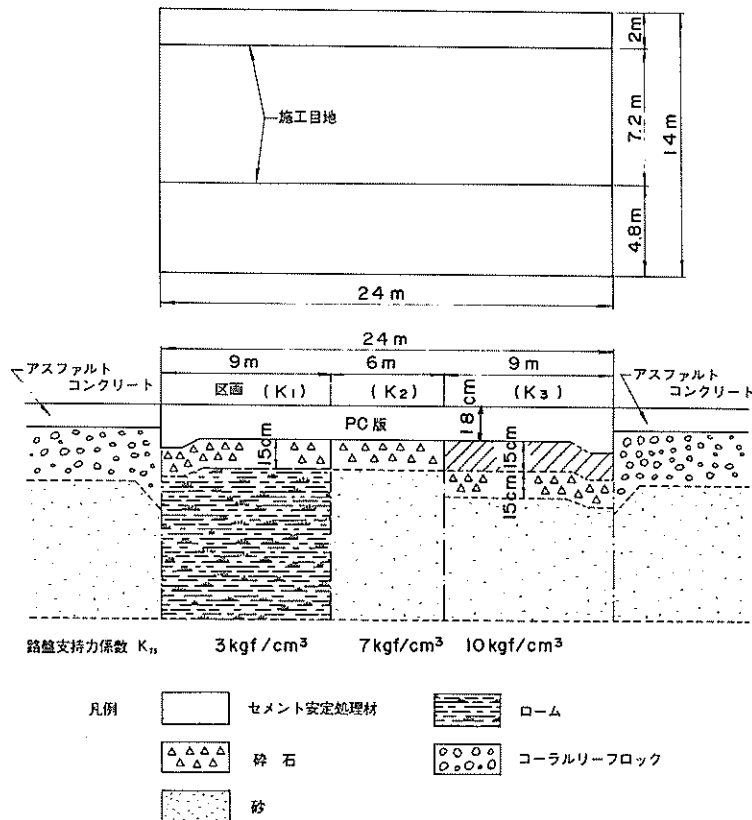 2m
施工目地
7.2m
14m
4.8m
24m
24m
9m 6m 9m
アスファルト
コンクリート
区画 (K₁) (K₂) (K₃)
アスファルト
コンクリート
PC版
18cm
15cm
15cm
15cm
路盤支持力係数 K₇₅ 3kgf/cm³ 7kgf/cm³ 10kgf/cm³
凡例 セメント安定処理材 ローム
砕石 コーラルリーフロック
砂